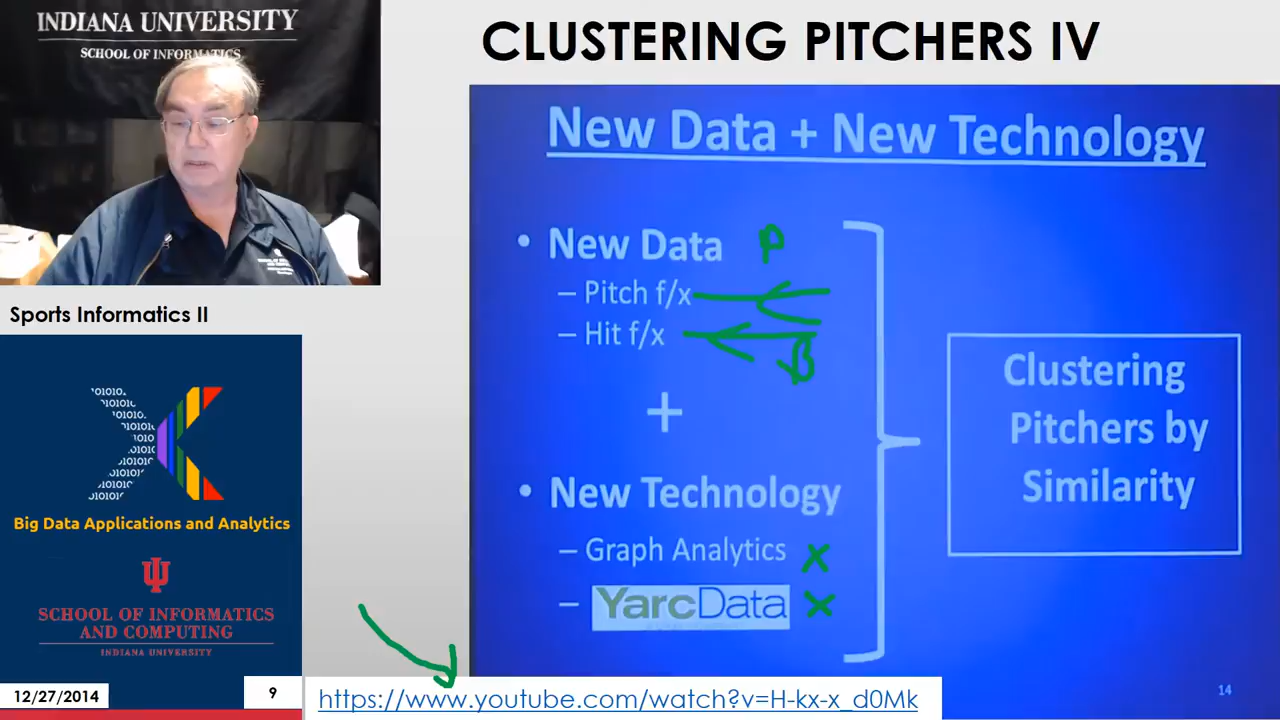 INDIANA UNIVERSITY
SCHOOL OF INFORMATICS
CLUSTERING PITCHERS IV
New Data + New Technology
• New Data P
– Pitch f/x
– Hit f/x
B
+
• New Technology
– Graph Analytics X
– YarcData X
Clustering
Pitchers by
Similarity
14
Sports Informatics II
Big Data Applications and Analytics
SCHOOL OF INFORMATICS
AND COMPUTING
INDIANA UNIVERSITY
12/27/2014
9
https://www.youtube.com/watch?v=H-kx-x_d0Mk